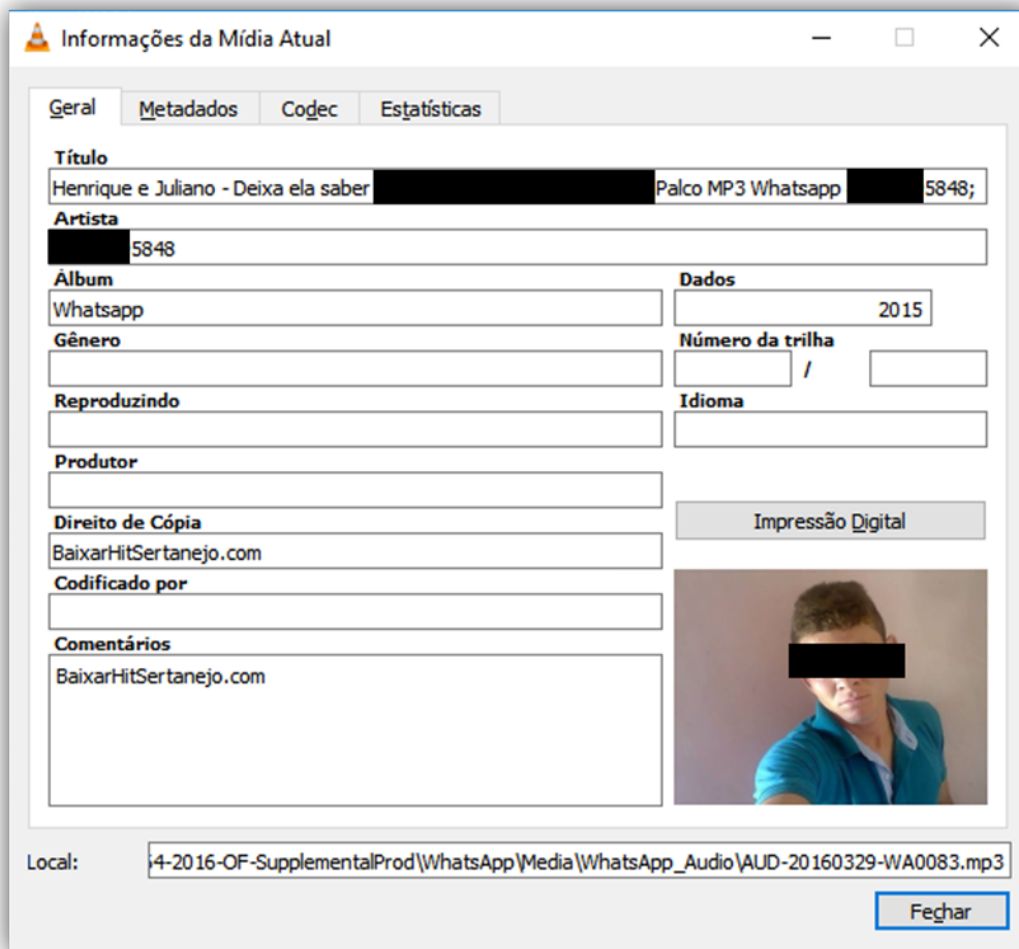 Informações da Mídia Atual
Geral Metadados Codec Estatísticas
Título
Henrique e Juliano - Deixa ela saber Palco MP3 Whatsapp 5848;
Artista
5848
Álbum Dados
Whatsapp 2015
Gênero Número da trilha
/
Reproduzindo Idioma
Produtor
Direito de Cópia Impressão Digital
BaixarHitSertanejo.com
Codificado por
Comentários
BaixarHitSertanejo.com
Local: 4-2016-OF-SupplementalProd\WhatsApp\Media\WhatsApp_Audio\AUD-20160329-WA0083.mp3
Fechar